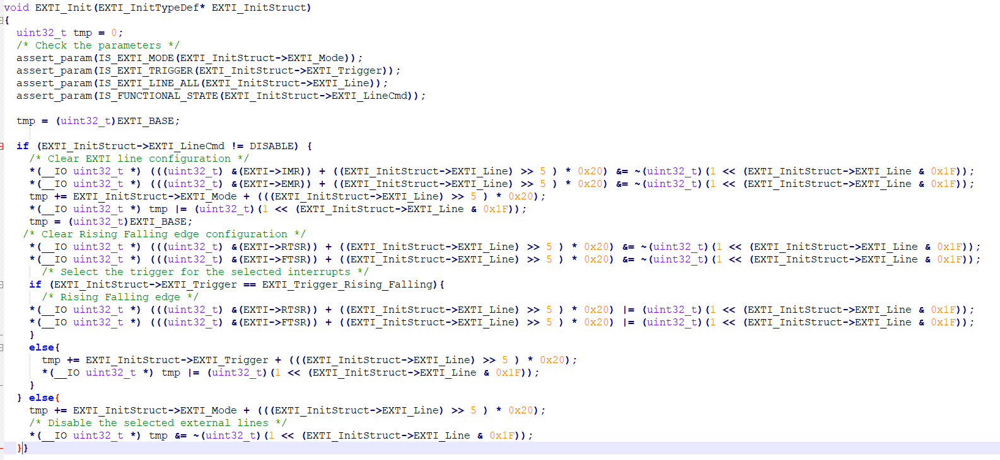 void EXTI_Init(EXTI_InitTypeDef* EXTI_InitStruct)
{
uint32_t tmp = 0;
/* Check the parameters */
assert_param(IS_EXTI_MODE(EXTI_InitStruct->EXTI_Mode));
assert_param(IS_EXTI_TRIGGER(EXTI_InitStruct->EXTI_Trigger));
assert_param(IS_EXTI_LINE_ALL(EXTI_InitStruct->EXTI_Line));
assert_param(IS_FUNCTIONAL_STATE(EXTI_InitStruct->EXTI_LineCmd));
tmp = (uint32_t)EXTI_BASE;
if (EXTI_InitStruct->EXTI_LineCmd != DISABLE) {
/* Clear EXTI line configuration */
*(__IO uint32_t *) (((uint32_t) &(EXTI->IMR)) + ((EXTI_InitStruct->EXTI_Line) >> 5 ) * 0x20) &= ~(uint32_t)(1 << (EXTI_InitStruct->EXTI_Line & 0x1F));
*(__IO uint32_t *) (((uint32_t) &(EXTI->EMR)) + ((EXTI_InitStruct->EXTI_Line) >> 5 ) * 0x20) &= ~(uint32_t)(1 << (EXTI_InitStruct->EXTI_Line & 0x1F));
tmp += EXTI_InitStruct->EXTI_Mode + (((EXTI_InitStruct->EXTI_Line) >> 5 ) * 0x20);
*(__IO uint32_t *) tmp |= (uint32_t)(1 << (EXTI_InitStruct->EXTI_Line & 0x1F));
tmp = (uint32_t)EXTI_BASE;
/* Clear Rising Falling edge configuration */
*(__IO uint32_t *) (((uint32_t) &(EXTI->RTSR)) + ((EXTI_InitStruct->EXTI_Line) >> 5 ) * 0x20) &= ~(uint32_t)(1 << (EXTI_InitStruct->EXTI_Line & 0x1F));
*(__IO uint32_t *) (((uint32_t) &(EXTI->FTSR)) + ((EXTI_InitStruct->EXTI_Line) >> 5 ) * 0x20) &= ~(uint32_t)(1 << (EXTI_InitStruct->EXTI_Line & 0x1F));
/* Select the trigger for the selected interrupts */
if (EXTI_InitStruct->EXTI_Trigger == EXTI_Trigger_Rising_Falling){
/* Rising Falling edge */
*(__IO uint32_t *) (((uint32_t) &(EXTI->RTSR)) + ((EXTI_InitStruct->EXTI_Line) >> 5 ) * 0x20) |= (uint32_t)(1 << (EXTI_InitStruct->EXTI_Line & 0x1F));
*(__IO uint32_t *) (((uint32_t) &(EXTI->FTSR)) + ((EXTI_InitStruct->EXTI_Line) >> 5 ) * 0x20) |= (uint32_t)(1 << (EXTI_InitStruct->EXTI_Line & 0x1F));
}
else{
tmp += EXTI_InitStruct->EXTI_Trigger + (((EXTI_InitStruct->EXTI_Line) >> 5 ) * 0x20);
*(__IO uint32_t *) tmp |= (uint32_t)(1 << (EXTI_InitStruct->EXTI_Line & 0x1F));
}
} else{
tmp += EXTI_InitStruct->EXTI_Mode + (((EXTI_InitStruct->EXTI_Line) >> 5 ) * 0x20);
/* Disable the selected external lines */
*(__IO uint32_t *) tmp &= ~(uint32_t)(1 << (EXTI_InitStruct->EXTI_Line & 0x1F));
}}